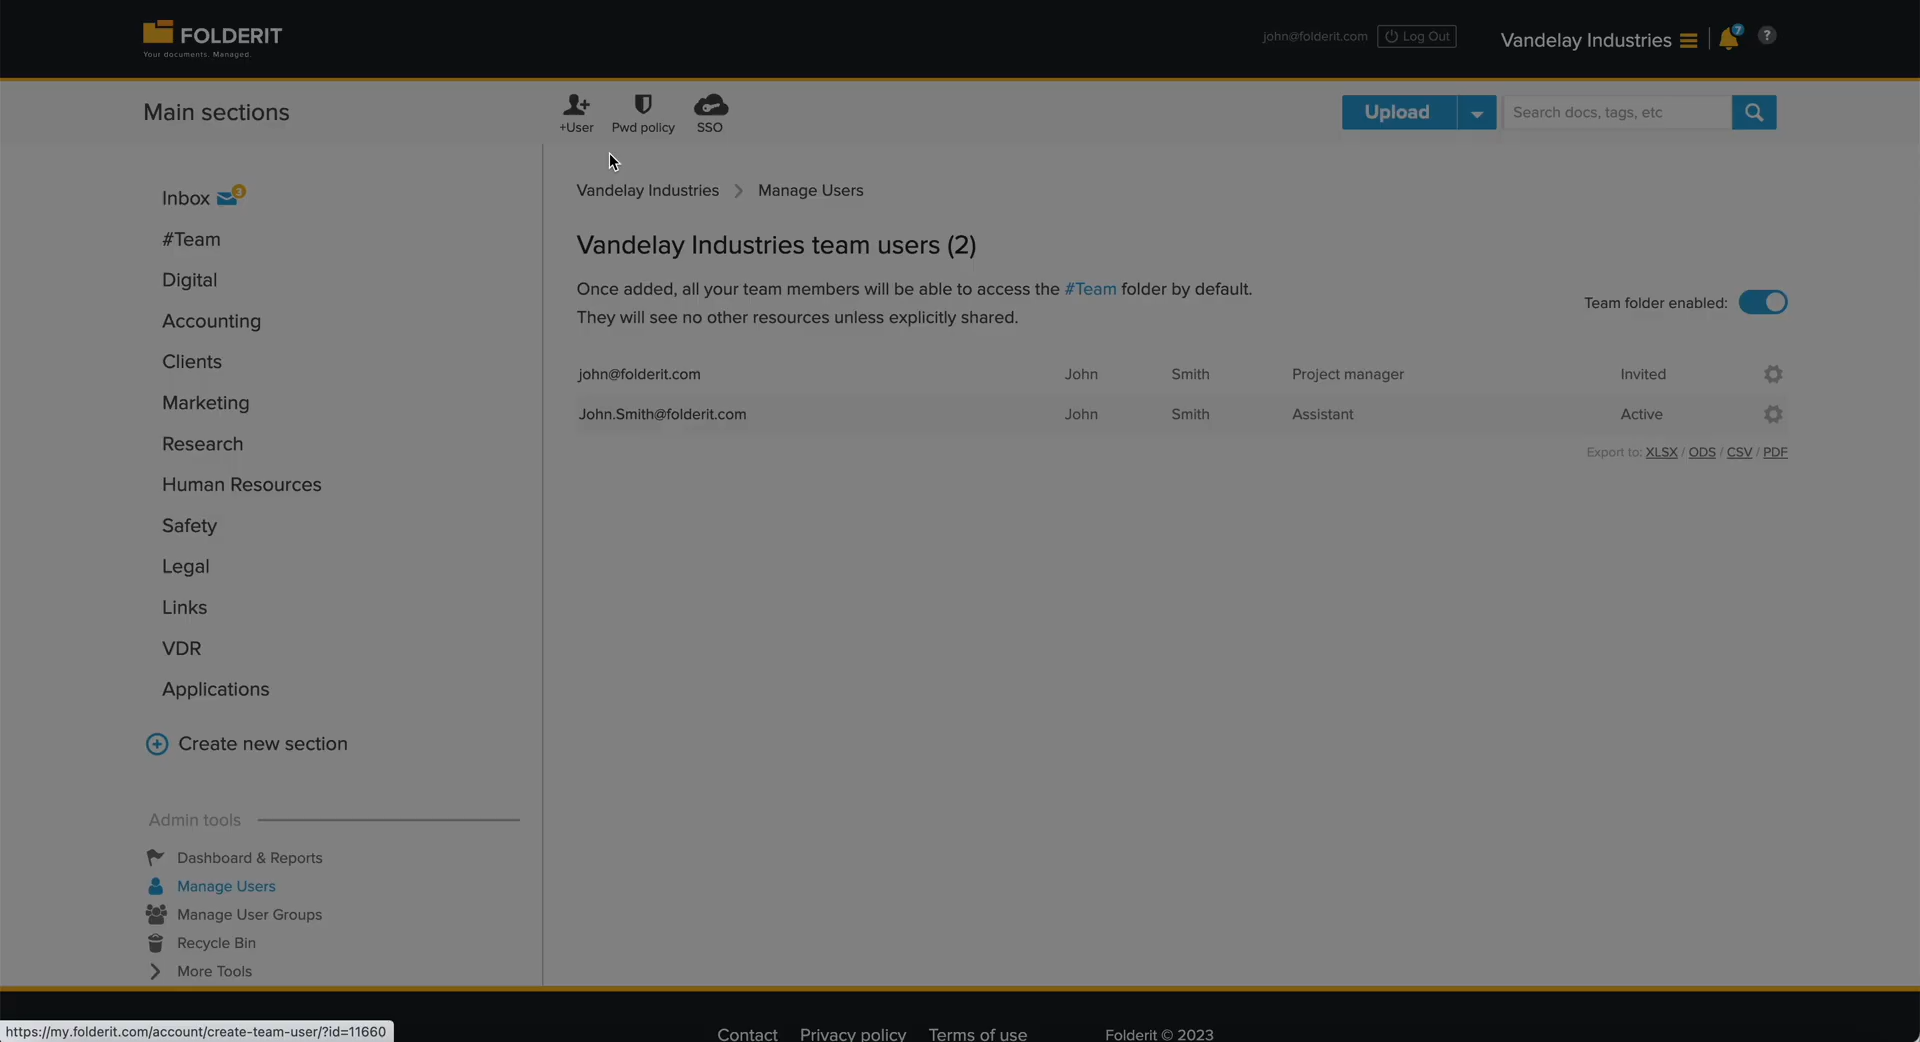 FOLDERIT
Your documents. Managed.
john@folderit.com
Log Out
Vandelay Industries
7
?
Main sections
+User
Pwd policy
SSO
Upload
Search docs, tags, etc
Inbox
3
#Team
Digital
Accounting
Clients
Marketing
Research
Human Resources
Safety
Legal
Links
VDR
Applications
Create new section
Admin tools
Dashboard & Reports
Manage Users
Manage User Groups
Recycle Bin
More Tools
Vandelay Industries > Manage Users
Vandelay Industries team users (2)
Once added, all your team members will be able to access the #Team folder by default.
They will see no other resources unless explicitly shared.
Team folder enabled:
john@folderit.com John Smith Project manager Invited
John.Smith@folderit.com John Smith Assistant Active
Export to: XLSX / ODS / CSV / PDF
https://my.folderit.com/account/create-team-user/?id=11660
Contact Privacy policy Terms of use Folderit © 2023